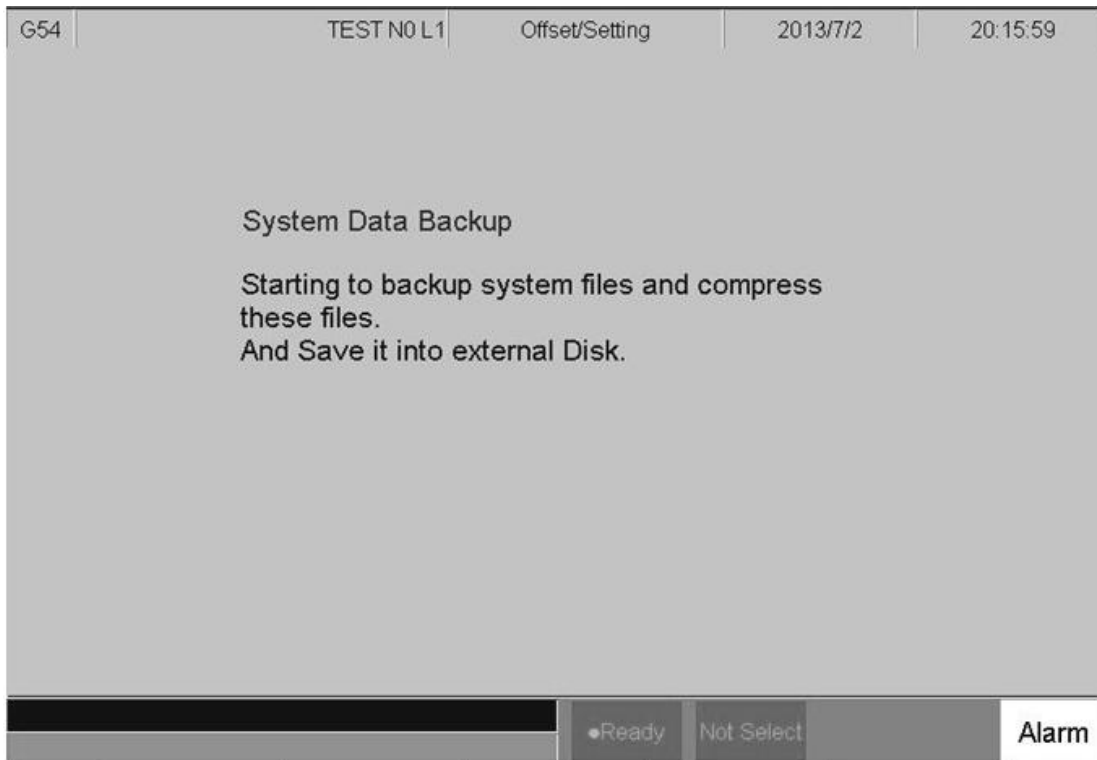 G54 TEST N0 L1 Offset/Setting 2013/7/2 20:15:59
System Data Backup
Starting to backup system files and compress
these files.
And Save it into external Disk.
●Ready Not Select Alarm